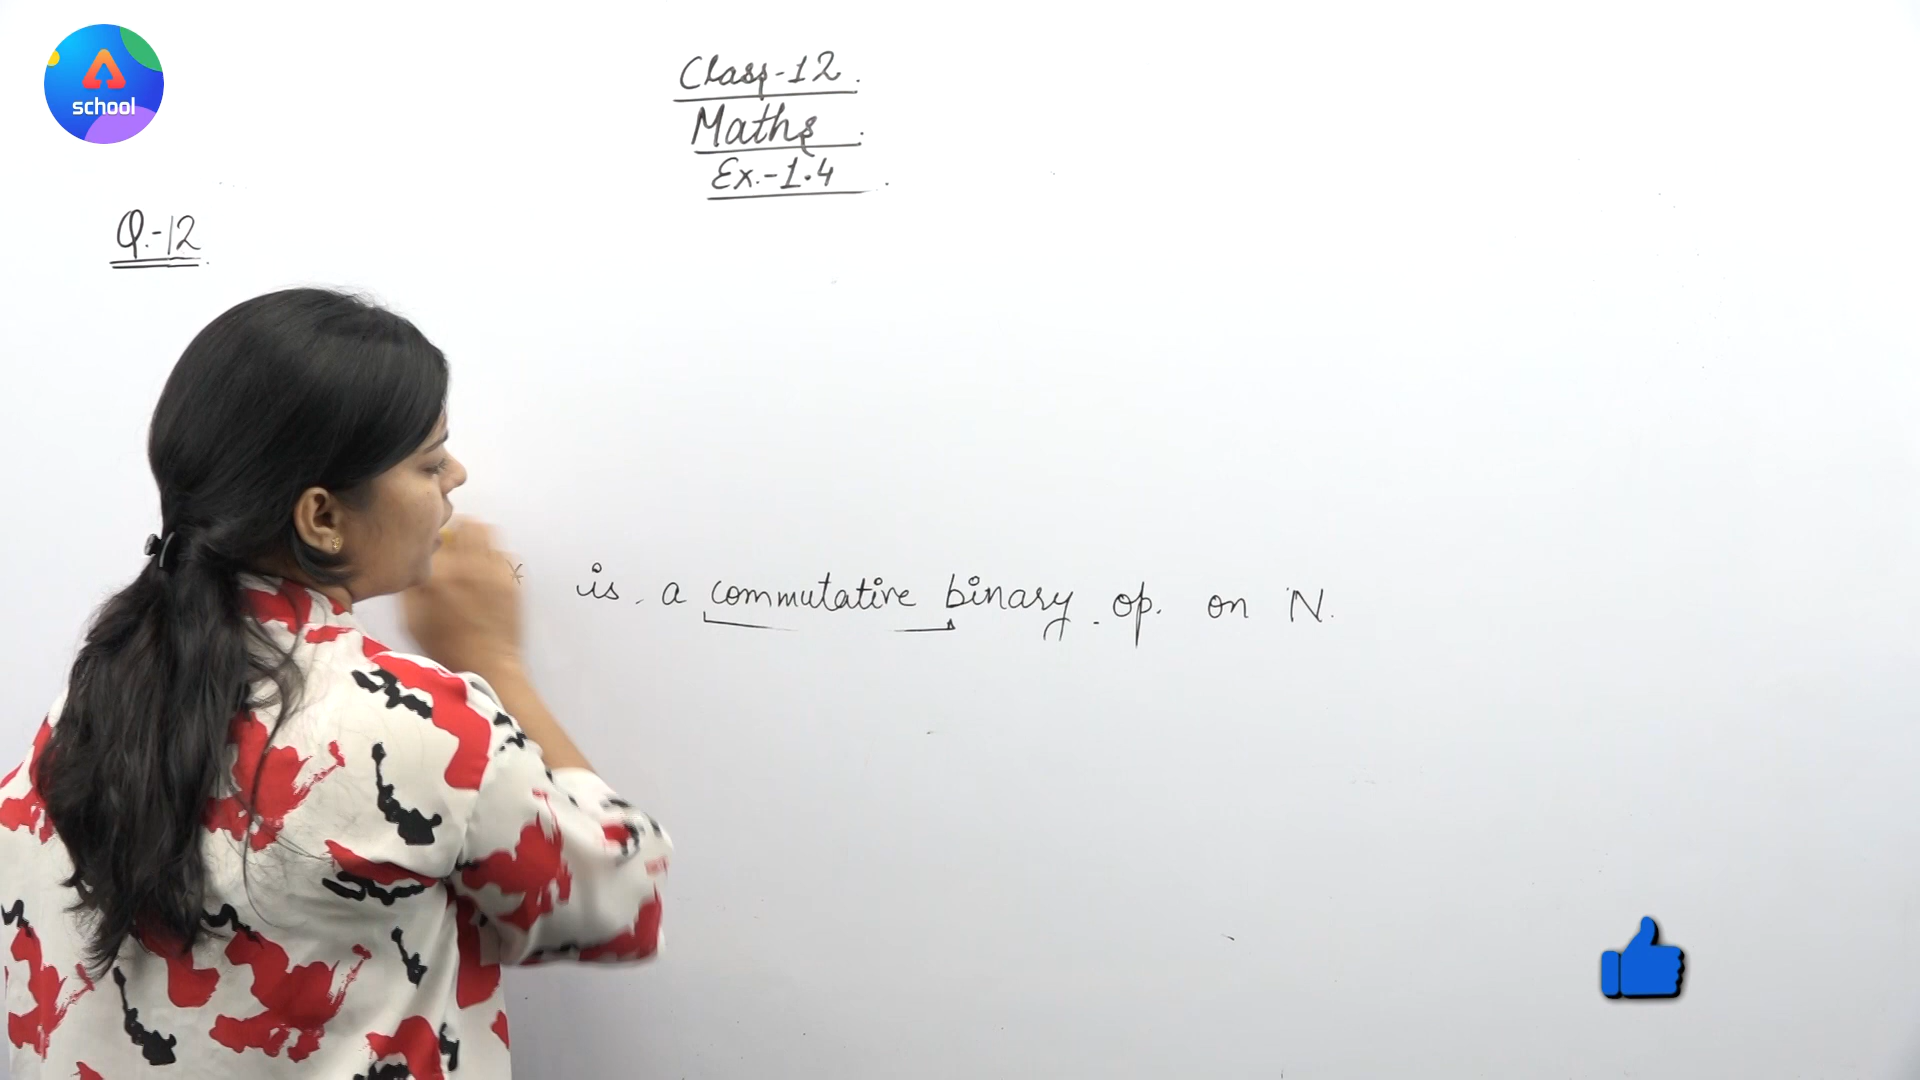 school
Class-12.
Maths.
Ex.-1.4
Q.-12
* is a commutative binary op. on N.